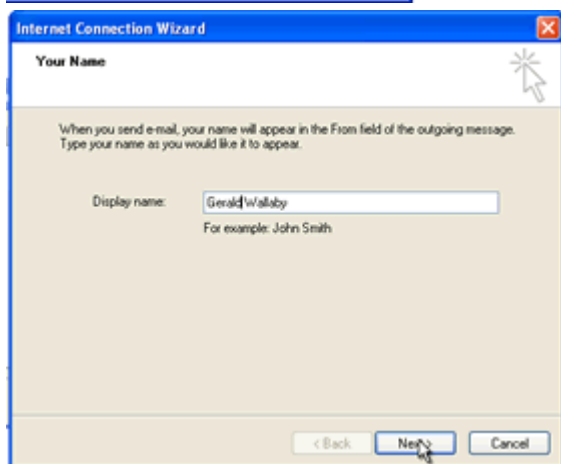 Internet Connection Wizard
Your Name
When you send e-mail, your name will appear in the From field of the outgoing message.
Type your name as you would like it to appear.
Display name: Gerald Wallaby
For example: John Smith
< Back Next > Cancel